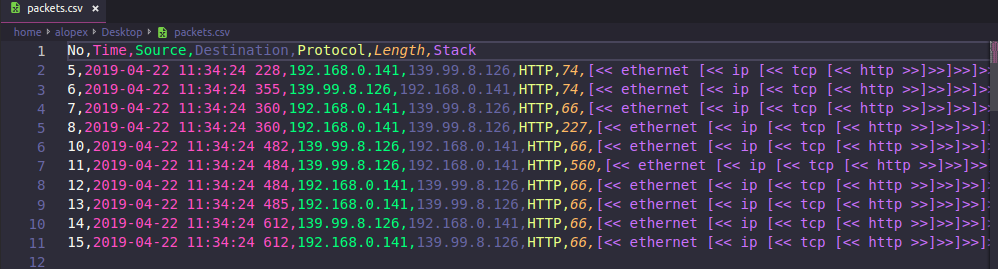 packets.csv ×
home › alopex › Desktop › packets.csv
1 No,Time,Source,Destination,Protocol,Length,Stack
2 5,2019-04-22 11:34:24 228,192.168.0.141,139.99.8.126,HTTP,74,[<< ethernet [<< ip [<< tcp [<< http >>]>>]>>]>
3 6,2019-04-22 11:34:24 355,139.99.8.126,192.168.0.141,HTTP,74,[<< ethernet [<< ip [<< tcp [<< http >>]>>]>>]>
4 7,2019-04-22 11:34:24 360,192.168.0.141,139.99.8.126,HTTP,66,[<< ethernet [<< ip [<< tcp [<< http >>]>>]>>]>
5 8,2019-04-22 11:34:24 360,192.168.0.141,139.99.8.126,HTTP,227,[<< ethernet [<< ip [<< tcp [<< http >>]>>]>>]
6 10,2019-04-22 11:34:24 482,139.99.8.126,192.168.0.141,HTTP,66,[<< ethernet [<< ip [<< tcp [<< http >>]>>]>>]
7 11,2019-04-22 11:34:24 484,139.99.8.126,192.168.0.141,HTTP,560,[<< ethernet [<< ip [<< tcp [<< http >>]>>]>>
8 12,2019-04-22 11:34:24 484,192.168.0.141,139.99.8.126,HTTP,66,[<< ethernet [<< ip [<< tcp [<< http >>]>>]>>]
9 13,2019-04-22 11:34:24 485,192.168.0.141,139.99.8.126,HTTP,66,[<< ethernet [<< ip [<< tcp [<< http >>]>>]>>]
10 14,2019-04-22 11:34:24 612,139.99.8.126,192.168.0.141,HTTP,66,[<< ethernet [<< ip [<< tcp [<< http >>]>>]>>]
11 15,2019-04-22 11:34:24 612,192.168.0.141,139.99.8.126,HTTP,66,[<< ethernet [<< ip [<< tcp [<< http >>]>>]>>]
12